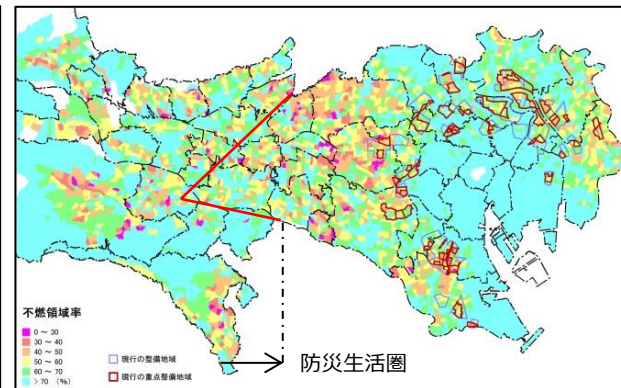 不燃領域率
0 ～ 30
30 ～ 40
40 ～ 50
50 ～ 60
60 ～ 70
> 70 (%)
現行の整備地域
現行の重点整備地域
防災生活圏